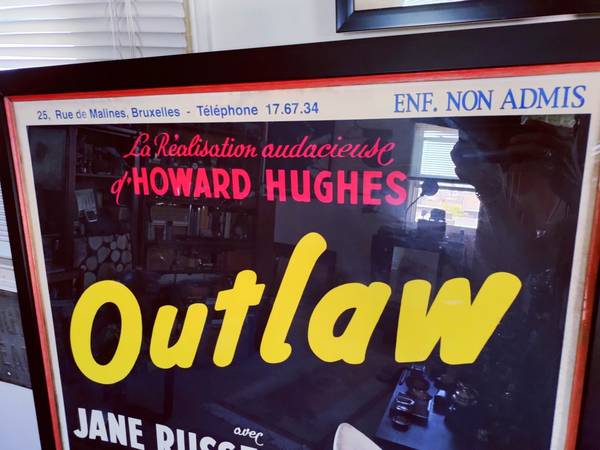 25, Rue de Malines, Bruxelles - Téléphone 17.67.34
ENF. NON ADMIS
La Réalisation audacieuse
d'HOWARD HUGHES
Outlaw
avec
JANE